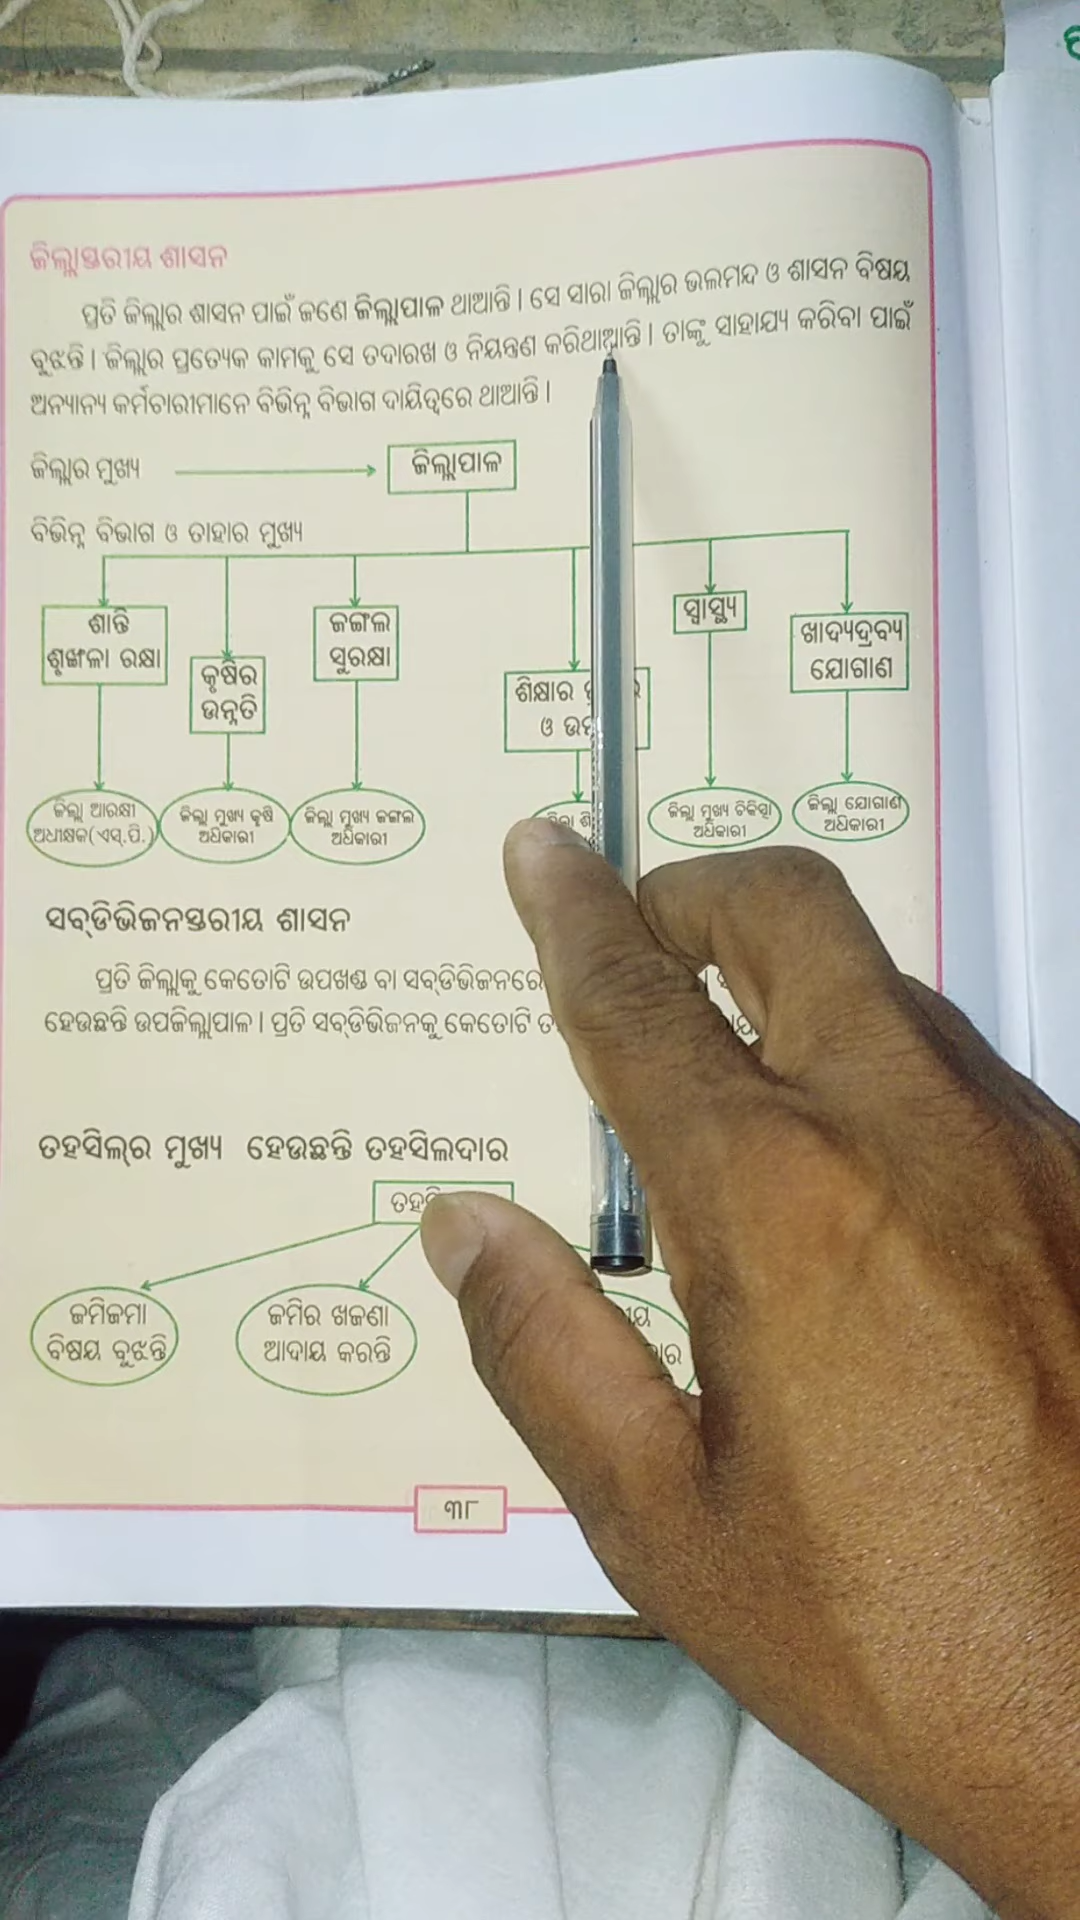 ଜିଲ୍ଲାସ୍ତରୀୟ ଶାସନ
ପ୍ରତି ଜିଲ୍ଲାର ଶାସନ ପାଇଁ ଜଣେ ଜିଲ୍ଲାପାଳ ଥାଆନ୍ତି । ସେ ସାରା ଜିଲ୍ଲାର ଭଲମନ୍ଦ ଓ ଶାସନ ବିଷୟ
ବୁଝନ୍ତି । ଜିଲ୍ଲାର ପ୍ରତ୍ୟେକ କାମକୁ ସେ ତଦାରଖ ଓ ନିୟନ୍ତ୍ରଣ କରିଥାଆନ୍ତି । ତାଙ୍କୁ ସାହାଯ୍ୟ କରିବା ପାଇଁ
ଅନ୍ୟାନ୍ୟ କର୍ମଚାରୀମାନେ ବିଭିନ୍ନ ବିଭାଗ ଦାୟିତ୍ୱରେ ଥାଆନ୍ତି ।
ଜିଲ୍ଲାର ମୁଖ୍ୟ
ଜିଲ୍ଲାପାଳ
ବିଭିନ୍ନ ବିଭାଗ ଓ ତାହାର ମୁଖ୍ୟ
ଶାନ୍ତି
ଶୃଙ୍ଖଳା ରକ୍ଷା
କୃଷିର
ଉନ୍ନତି
ଜଙ୍ଗଲ
ସୁରକ୍ଷା
ଶିକ୍ଷାର
ଓ
ସ୍ୱାସ୍ଥ୍ୟ
ଖାଦ୍ୟଦ୍ରବ୍ୟ
ଯୋଗାଣ
ଜିଲ୍ଲା ଆରକ୍ଷୀ
ଅଧୀକ୍ଷକ(ଏସ୍.ପି.)
ଜିଲ୍ଲା ମୁଖ୍ୟ କୃଷି
ଅଧିକାରୀ
ଜିଲ୍ଲା ମୁଖ୍ୟ ଜଙ୍ଗଲ
ଅଧିକାରୀ
ଜିଲ୍ଲା ମୁଖ୍ୟ ଚିକିତ୍ସା
ଅଧିକାରୀ
ଜିଲ୍ଲା ଯୋଗାଣ
ଅଧିକାରୀ
ସବ୍‌ଡିଭିଜନସ୍ତରୀୟ ଶାସନ
ପ୍ରତି ଜିଲ୍ଲାକୁ କେତୋଟି ଉପଖଣ୍ଡ ବା ସବ୍‌ଡିଭିଜନରେ
ହେଉଛନ୍ତି ଉପଜିଲ୍ଲାପାଳ । ପ୍ରତି ସବ୍‌ଡିଭିଜନକୁ କେତୋଟି
ତହସିଲ୍‌ର ମୁଖ୍ୟ ହେଉଛନ୍ତି ତହସିଲଦାର
ଜମିଜମା
ବିଷୟ ବୁଝନ୍ତି
ଜମିର ଖଜଣା
ଆଦାୟ କରନ୍ତି
୩୮